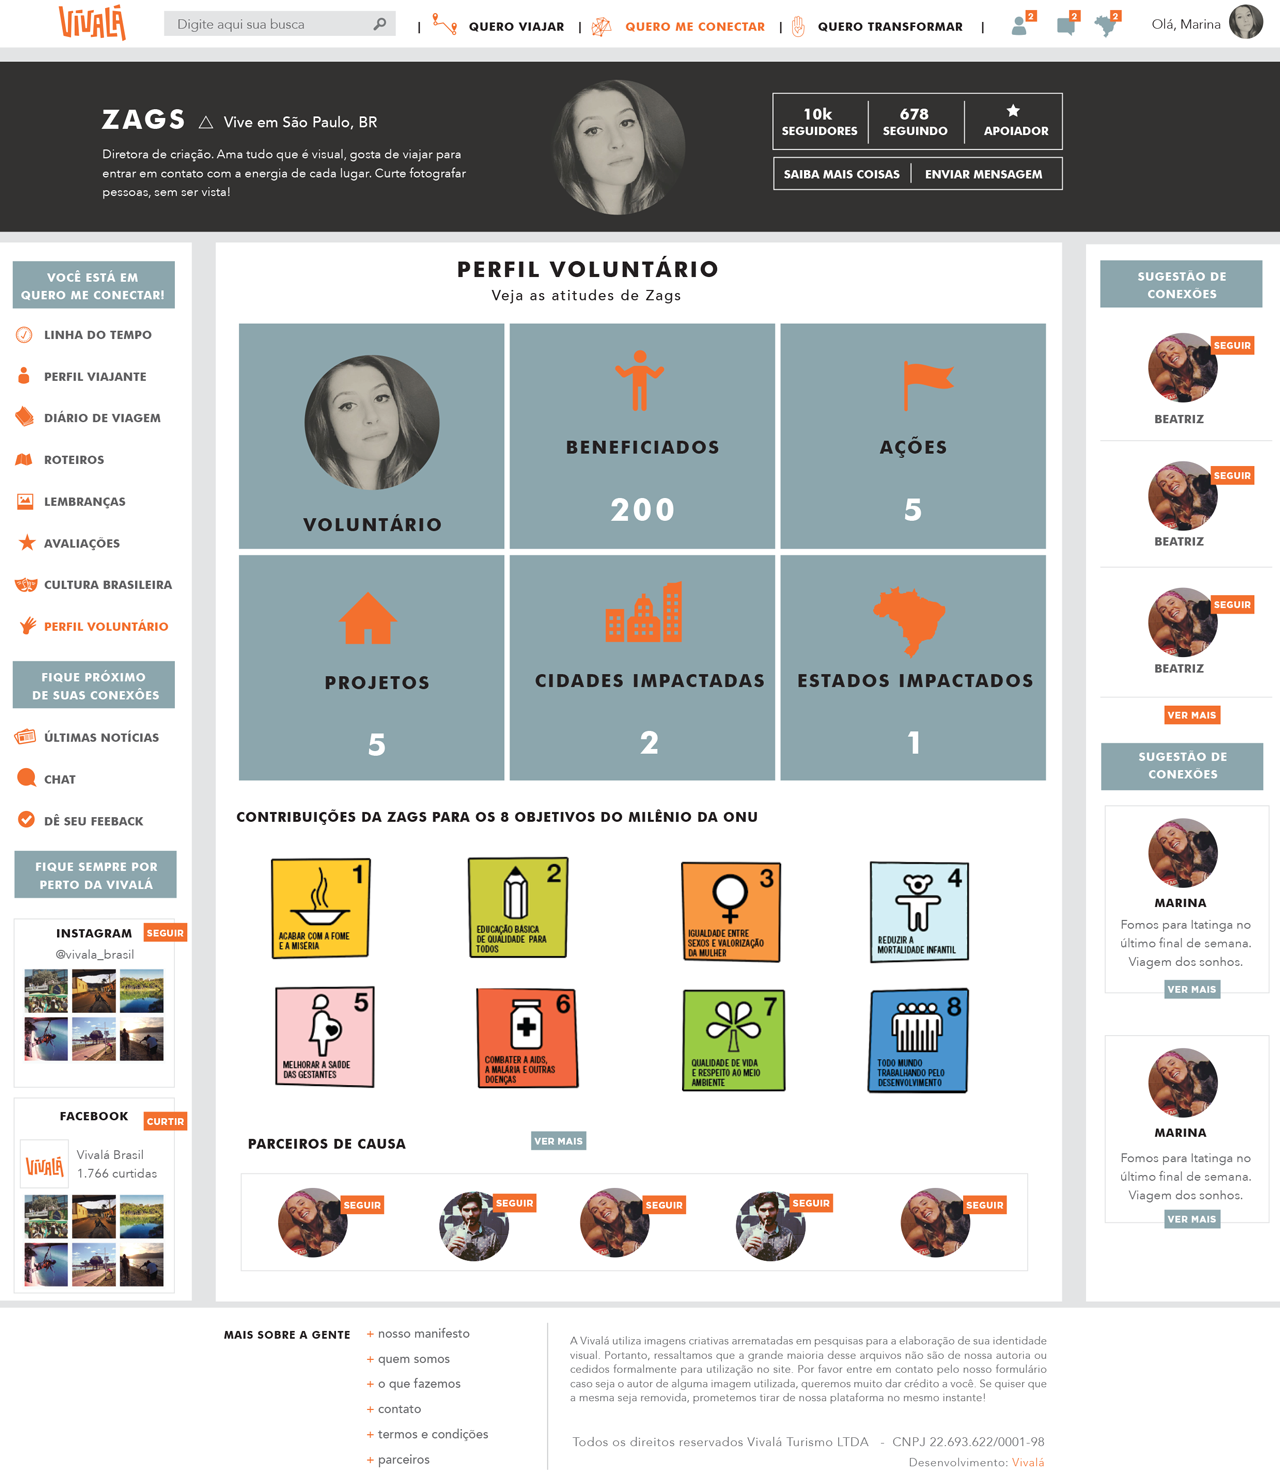 VIVALÁ
Digite aqui sua busca
| QUERO VIAJAR | QUERO ME CONECTAR | QUERO TRANSFORMAR |
2 2 2
Olá, Marina
ZAGS Vive em São Paulo, BR
Diretora de criação. Ama tudo que é visual, gosta de viajar para
entrar em contato com a energia de cada lugar. Curte fotografar
pessoas, sem ser vista!
10k 678
SEGUIDORES SEGUINDO APOIADOR
SAIBA MAIS COISAS ENVIAR MENSAGEM
VOCÊ ESTÁ EM
QUERO ME CONECTAR!
LINHA DO TEMPO
PERFIL VIAJANTE
DIÁRIO DE VIAGEM
ROTEIROS
LEMBRANÇAS
AVALIAÇÕES
CULTURA BRASILEIRA
PERFIL VOLUNTÁRIO
FIQUE PRÓXIMO
DE SUAS CONEXÕES
ÚLTIMAS NOTÍCIAS
CHAT
DÊ SEU FEEBACK
FIQUE SEMPRE POR
PERTO DA VIVALÁ
INSTAGRAM SEGUIR
@vivala_brasil
FACEBOOK CURTIR
VIVALÁ
Vivalá Brasil
1.766 curtidas
PERFIL VOLUNTÁRIO
Veja as atitudes de Zags
VOLUNTÁRIO
BENEFICIADOS
200
AÇÕES
5
PROJETOS
5
CIDADES IMPACTADAS
2
ESTADOS IMPACTADOS
1
CONTRIBUIÇÕES DA ZAGS PARA OS 8 OBJETIVOS DO MILÊNIO DA ONU
1
ACABAR COM A FOME
E A MISÉRIA
2
EDUCAÇÃO BÁSICA
DE QUALIDADE PARA
TODOS
3
IGUALDADE ENTRE
SEXOS E VALORIZAÇÃO
DA MULHER
4
REDUZIR A
MORTALIDADE INFANTIL
5
MELHORAR A SAÚDE
DAS GESTANTES
6
COMBATER A AIDS,
A MALÁRIA E OUTRAS
DOENÇAS
7
QUALIDADE DE VIDA
E RESPEITO AO MEIO
AMBIENTE
8
TODO MUNDO
TRABALHANDO PELO
DESENVOLVIMENTO
PARCEIROS DE CAUSA VER MAIS
SEGUIR SEGUIR SEGUIR SEGUIR SEGUIR
SUGESTÃO DE
CONEXÕES
SEGUIR
BEATRIZ
SEGUIR
BEATRIZ
SEGUIR
BEATRIZ
VER MAIS
SUGESTÃO DE
CONEXÕES
MARINA
Fomos para Itatinga no
último final de semana.
Viagem dos sonhos.
VER MAIS
MARINA
Fomos para Itatinga no
último final de semana.
Viagem dos sonhos.
VER MAIS
MAIS SOBRE A GENTE
+ nosso manifesto
+ quem somos
+ o que fazemos
+ contato
+ termos e condições
+ parceiros
A Vivalá utiliza imagens criativas arrematadas em pesquisas para a elaboração de sua identidade
visual. Portanto, ressaltamos que a grande maioria desse arquivos não são de nossa autoria ou
cedidos formalmente para utilização no site. Por favor entre em contato pelo nosso formulário
caso seja o autor de alguma imagem utilizada, queremos muito dar crédito a você. Se quiser que
a mesma seja removida, prometemos tirar de nossa plataforma no mesmo instante!
Todos os direitos reservados Vivalá Turismo LTDA - CNPJ 22.693.622/0001-98
Desenvolvimento: Vivalá